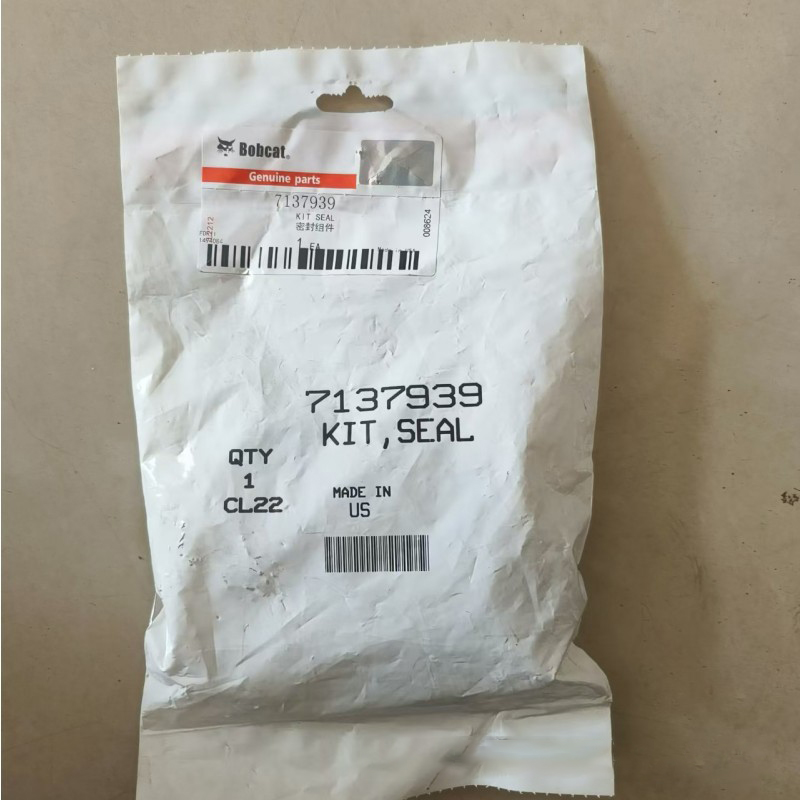 Bobcat
Genuine parts
7137939
KIT SEAL
密封组件
1 EA
1212
008624
7137939
KIT, SEAL
QTY
1
CL22
MADE IN
US